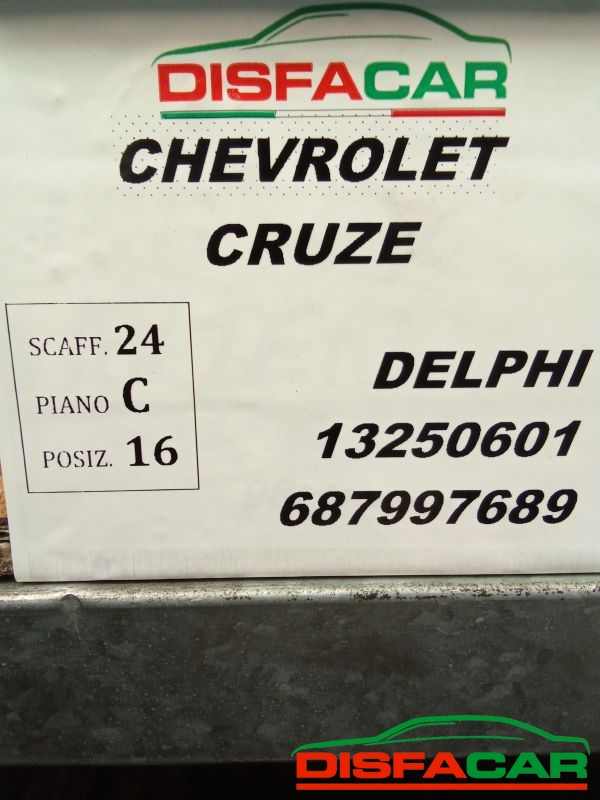 DISFACAR
CHEVROLET
CRUZE
SCAFF. 24
PIANO C
POSIZ. 16
DELPHI
13250601
687997689
DISFACAR